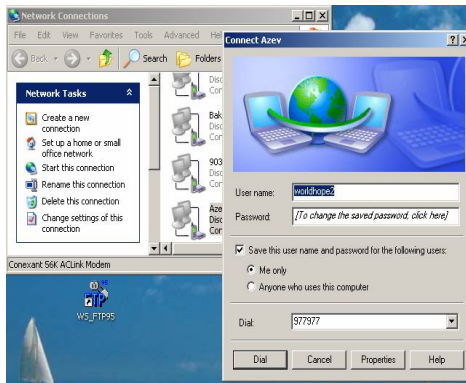 Network Connections
File Edit View Favorites Tools Advanced
Back Search Folders
Network Tasks
Create a new
connection
Set up a home or small
office network
Start this connection
Rename this connection
Delete this connection
Change settings of this
connection
Disc
Con
Bak
Disc
Con
903
Disc
Con
Aze
Disc
Con
Conexant 56K ACLink Modem
WS_FTP95
Connect Azev
User name: worldhope2
Password: [To change the saved password, click here]
Save this user name and password for the following users:
Me only
Anyone who uses this computer
Dial: 977977
Dial Cancel Properties Help